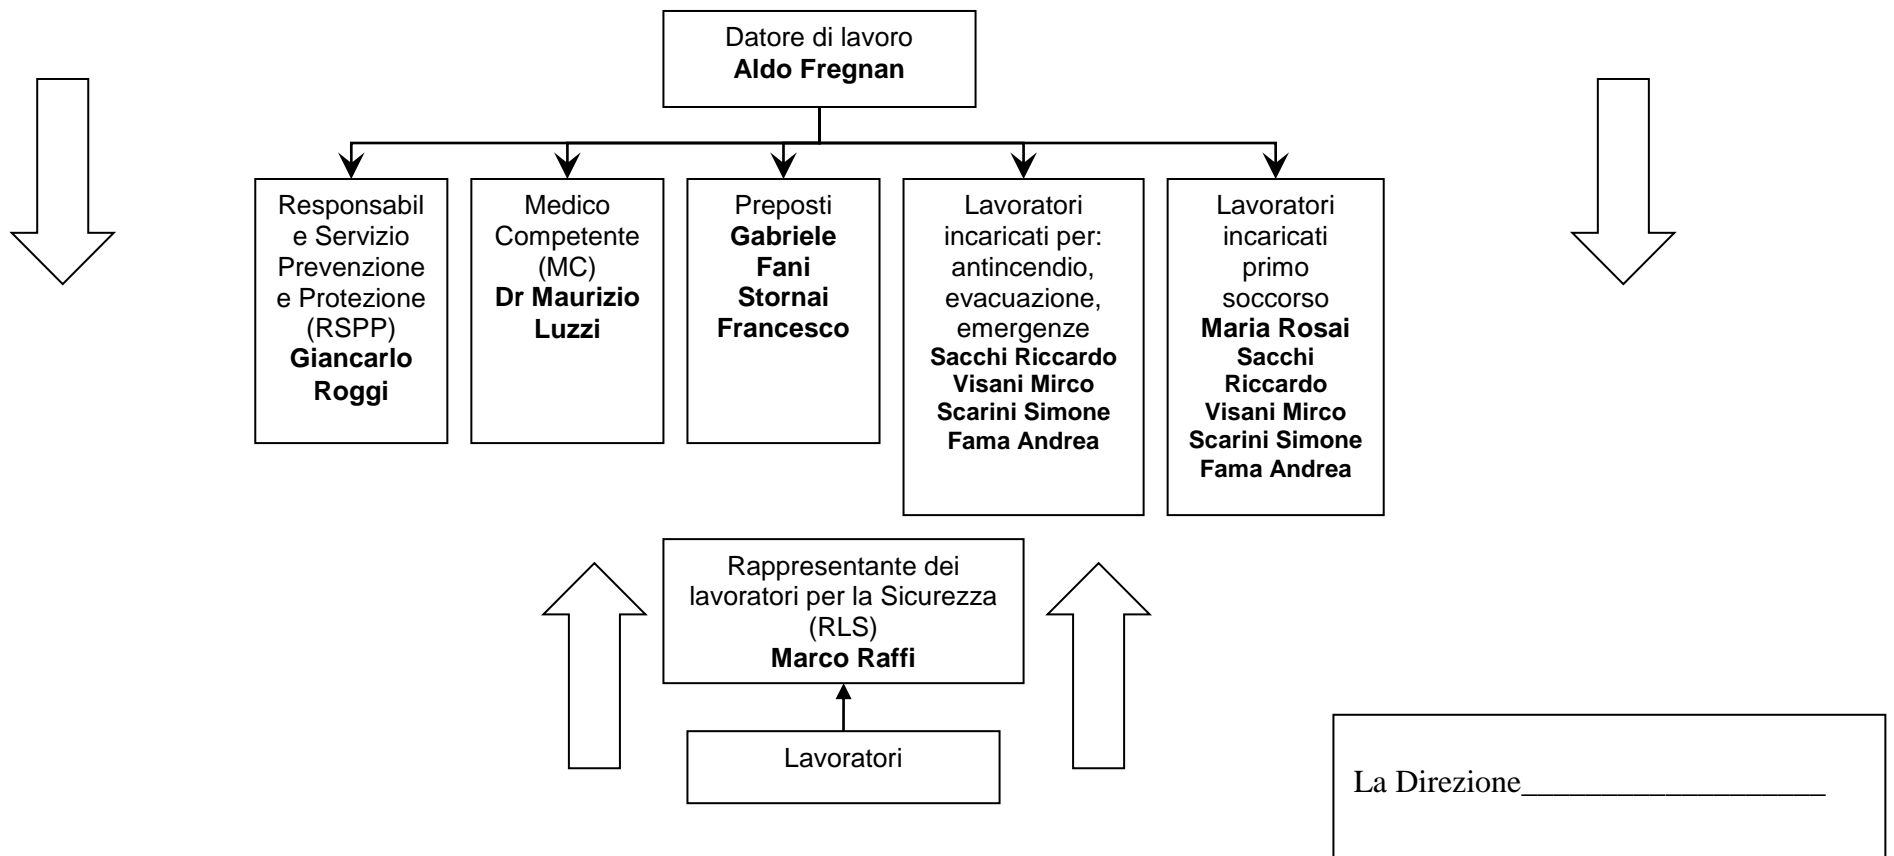 Datore di lavoro
Aldo Fregnan
Responsabil
e Servizio
Prevenzione
e Protezione
(RSPP)
Giancarlo
Roggi
Medico
Competente
(MC)
Dr Maurizio
Luzzi
Preposti
Gabriele
Fani
Stornai
Francesco
Lavoratori
incaricati per:
antincendio,
evacuazione,
emergenze
Sacchi Riccardo
Visani Mirco
Scarini Simone
Fama Andrea
Lavoratori
incaricati
primo
soccorso
Maria Rosai
Sacchi
Riccardo
Visani Mirco
Scarini Simone
Fama Andrea
Rappresentante dei
lavoratori per la Sicurezza
(RLS)
Marco Raffi
Lavoratori
La Direzione___________________